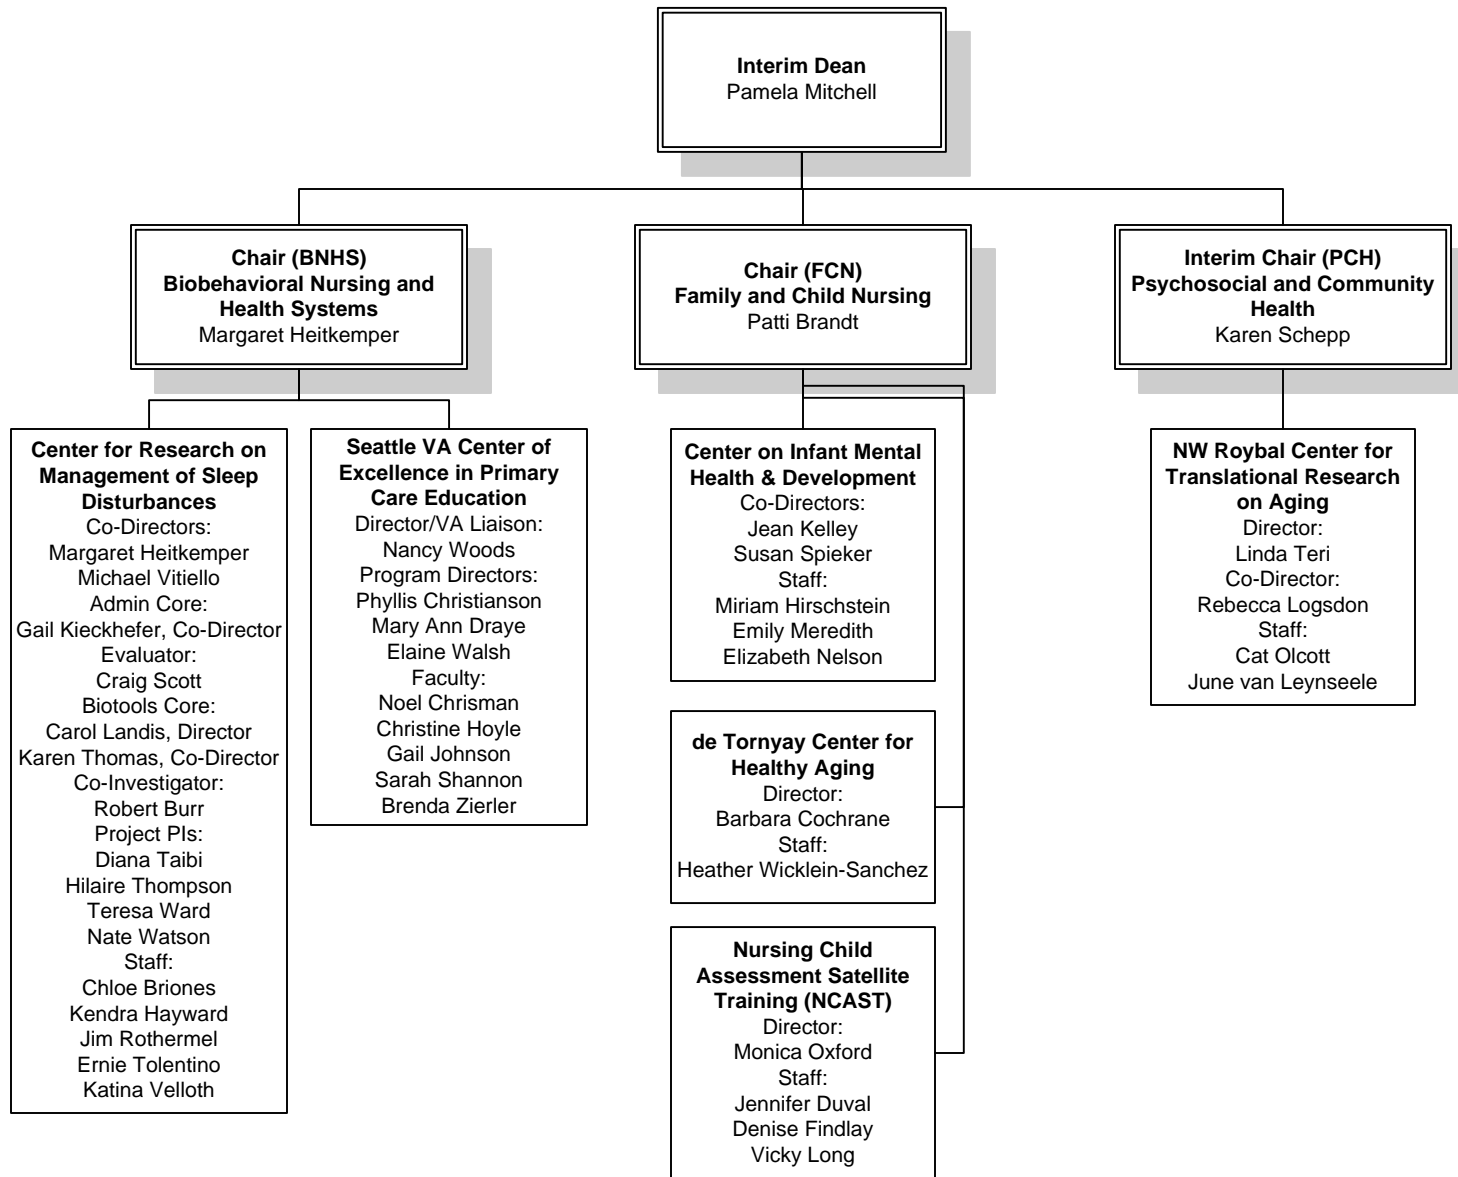 Interim Dean
Pamela Mitchell
Chair (BNHS)
Biobehavioral Nursing and
Health Systems
Margaret Heitkemper
Chair (FCN)
Family and Child Nursing
Patti Brandt
Interim Chair (PCH)
Psychosocial and Community
Health
Karen Schepp
Center for Research on
Management of Sleep
Disturbances
Co-Directors:
Margaret Heitkemper
Michael Vitiello
Admin Core:
Gail Kieckhefer, Co-Director
Evaluator:
Craig Scott
Biotools Core:
Carol Landis, Director
Karen Thomas, Co-Director
Co-Investigator:
Robert Burr
Project PIs:
Diana Taibi
Hilaire Thompson
Teresa Ward
Nate Watson
Staff:
Chloe Briones
Kendra Hayward
Jim Rothermel
Ernie Tolentino
Katina Velloth
Seattle VA Center of
Excellence in Primary
Care Education
Director/VA Liaison:
Nancy Woods
Program Directors:
Phyllis Christianson
Mary Ann Draye
Elaine Walsh
Faculty:
Noel Chrisman
Christine Hoyle
Gail Johnson
Sarah Shannon
Brenda Zierler
Center on Infant Mental
Health & Development
Co-Directors:
Jean Kelley
Susan Spieker
Staff:
Miriam Hirschstein
Emily Meredith
Elizabeth Nelson
de Tornyay Center for
Healthy Aging
Director:
Barbara Cochrane
Staff:
Heather Wicklein-Sanchez
Nursing Child
Assessment Satellite
Training (NCAST)
Director:
Monica Oxford
Staff:
Jennifer Duval
Denise Findlay
Vicky Long
NW Roybal Center for
Translational Research
on Aging
Director:
Linda Teri
Co-Director:
Rebecca Logsdon
Staff:
Cat Olcott
June van Leynseele